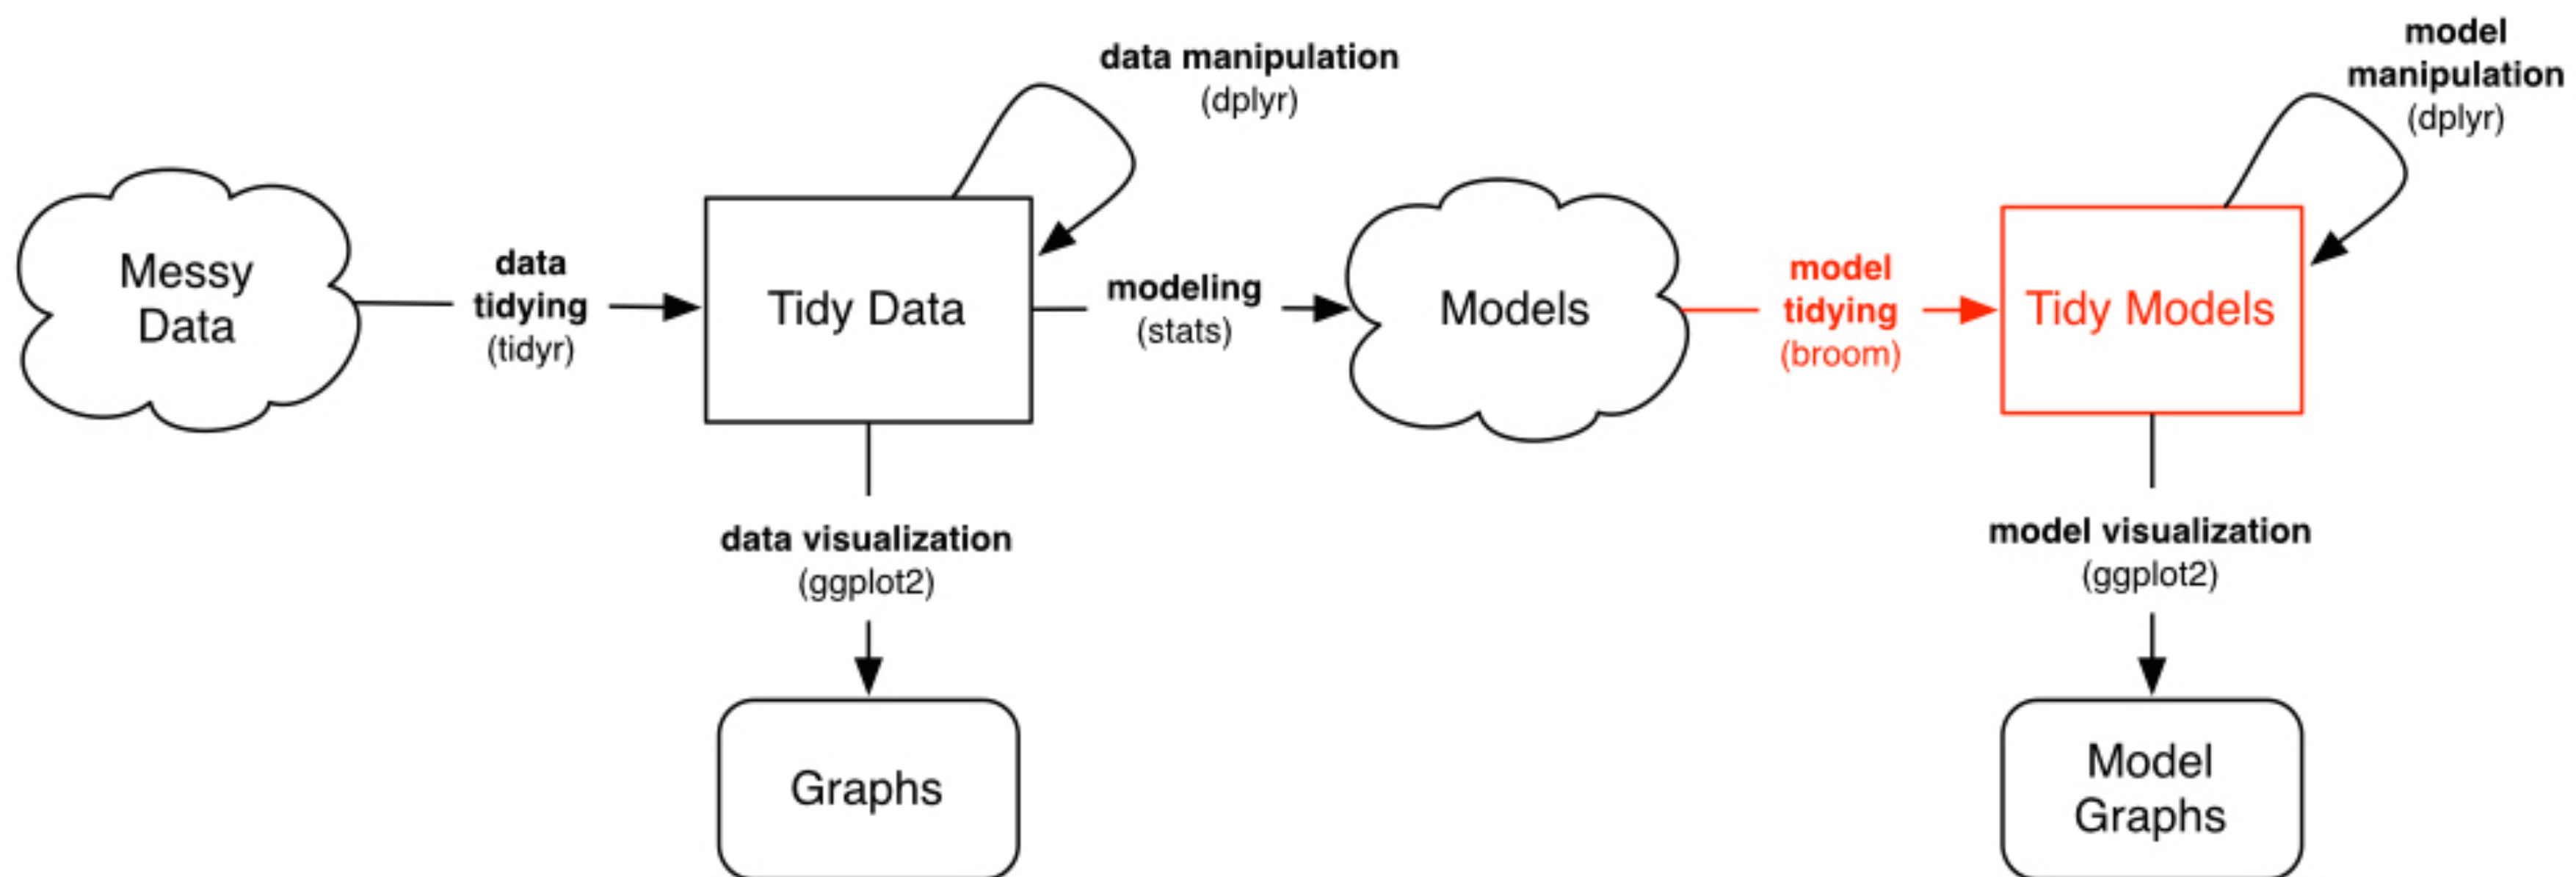 data manipulation
(dplyr)
model
manipulation
(dplyr)
Messy
Data
data
tidying
(tidyr)
Tidy Data
modeling
(stats)
Models
model
tidying
(broom)
Tidy Models
data visualization
(ggplot2)
model visualization
(ggplot2)
Graphs
Model
Graphs